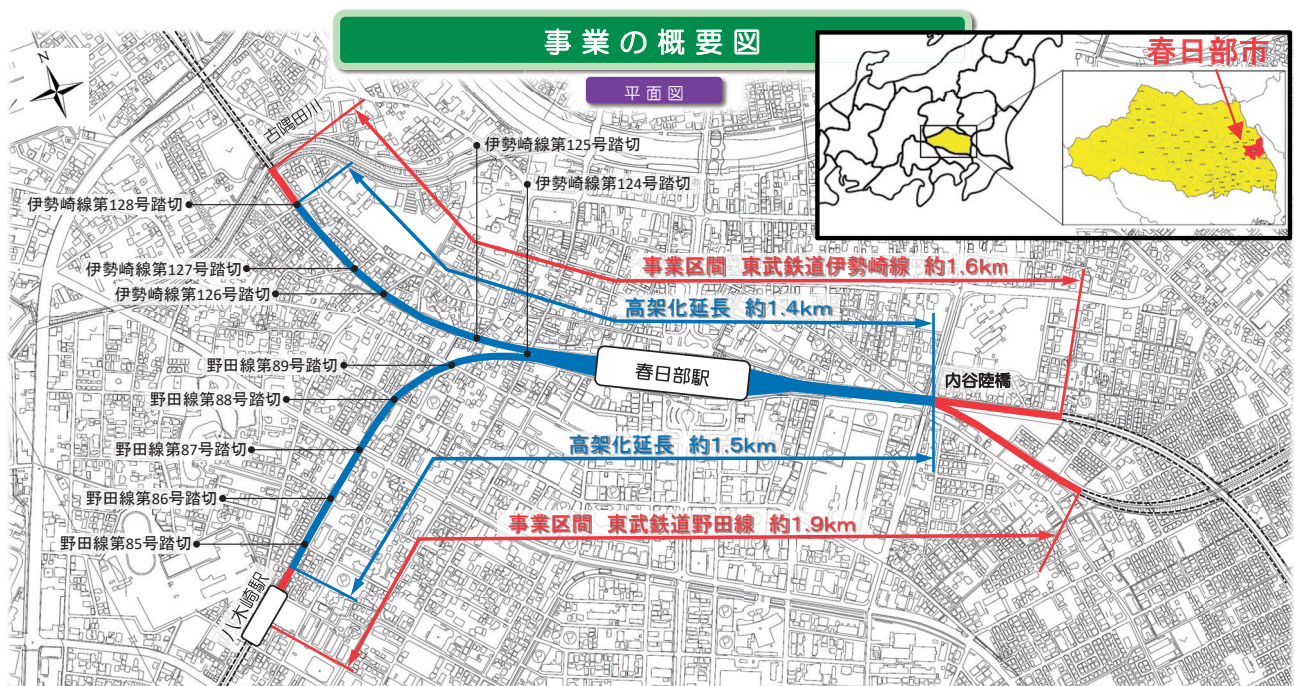 事業の概要図
平面図
春日部市
N
古隅田川
伊勢崎線第125号踏切
伊勢崎線第124号踏切
伊勢崎線第128号踏切
伊勢崎線第127号踏切
伊勢崎線第126号踏切
事業区間 東武鉄道伊勢崎線 約1.6km
高架化延長 約1.4km
野田線第89号踏切
春日部駅
内谷陸橋
野田線第88号踏切
野田線第87号踏切
高架化延長 約1.5km
野田線第86号踏切
事業区間 東武鉄道野田線 約1.9km
野田線第85号踏切
八木崎駅